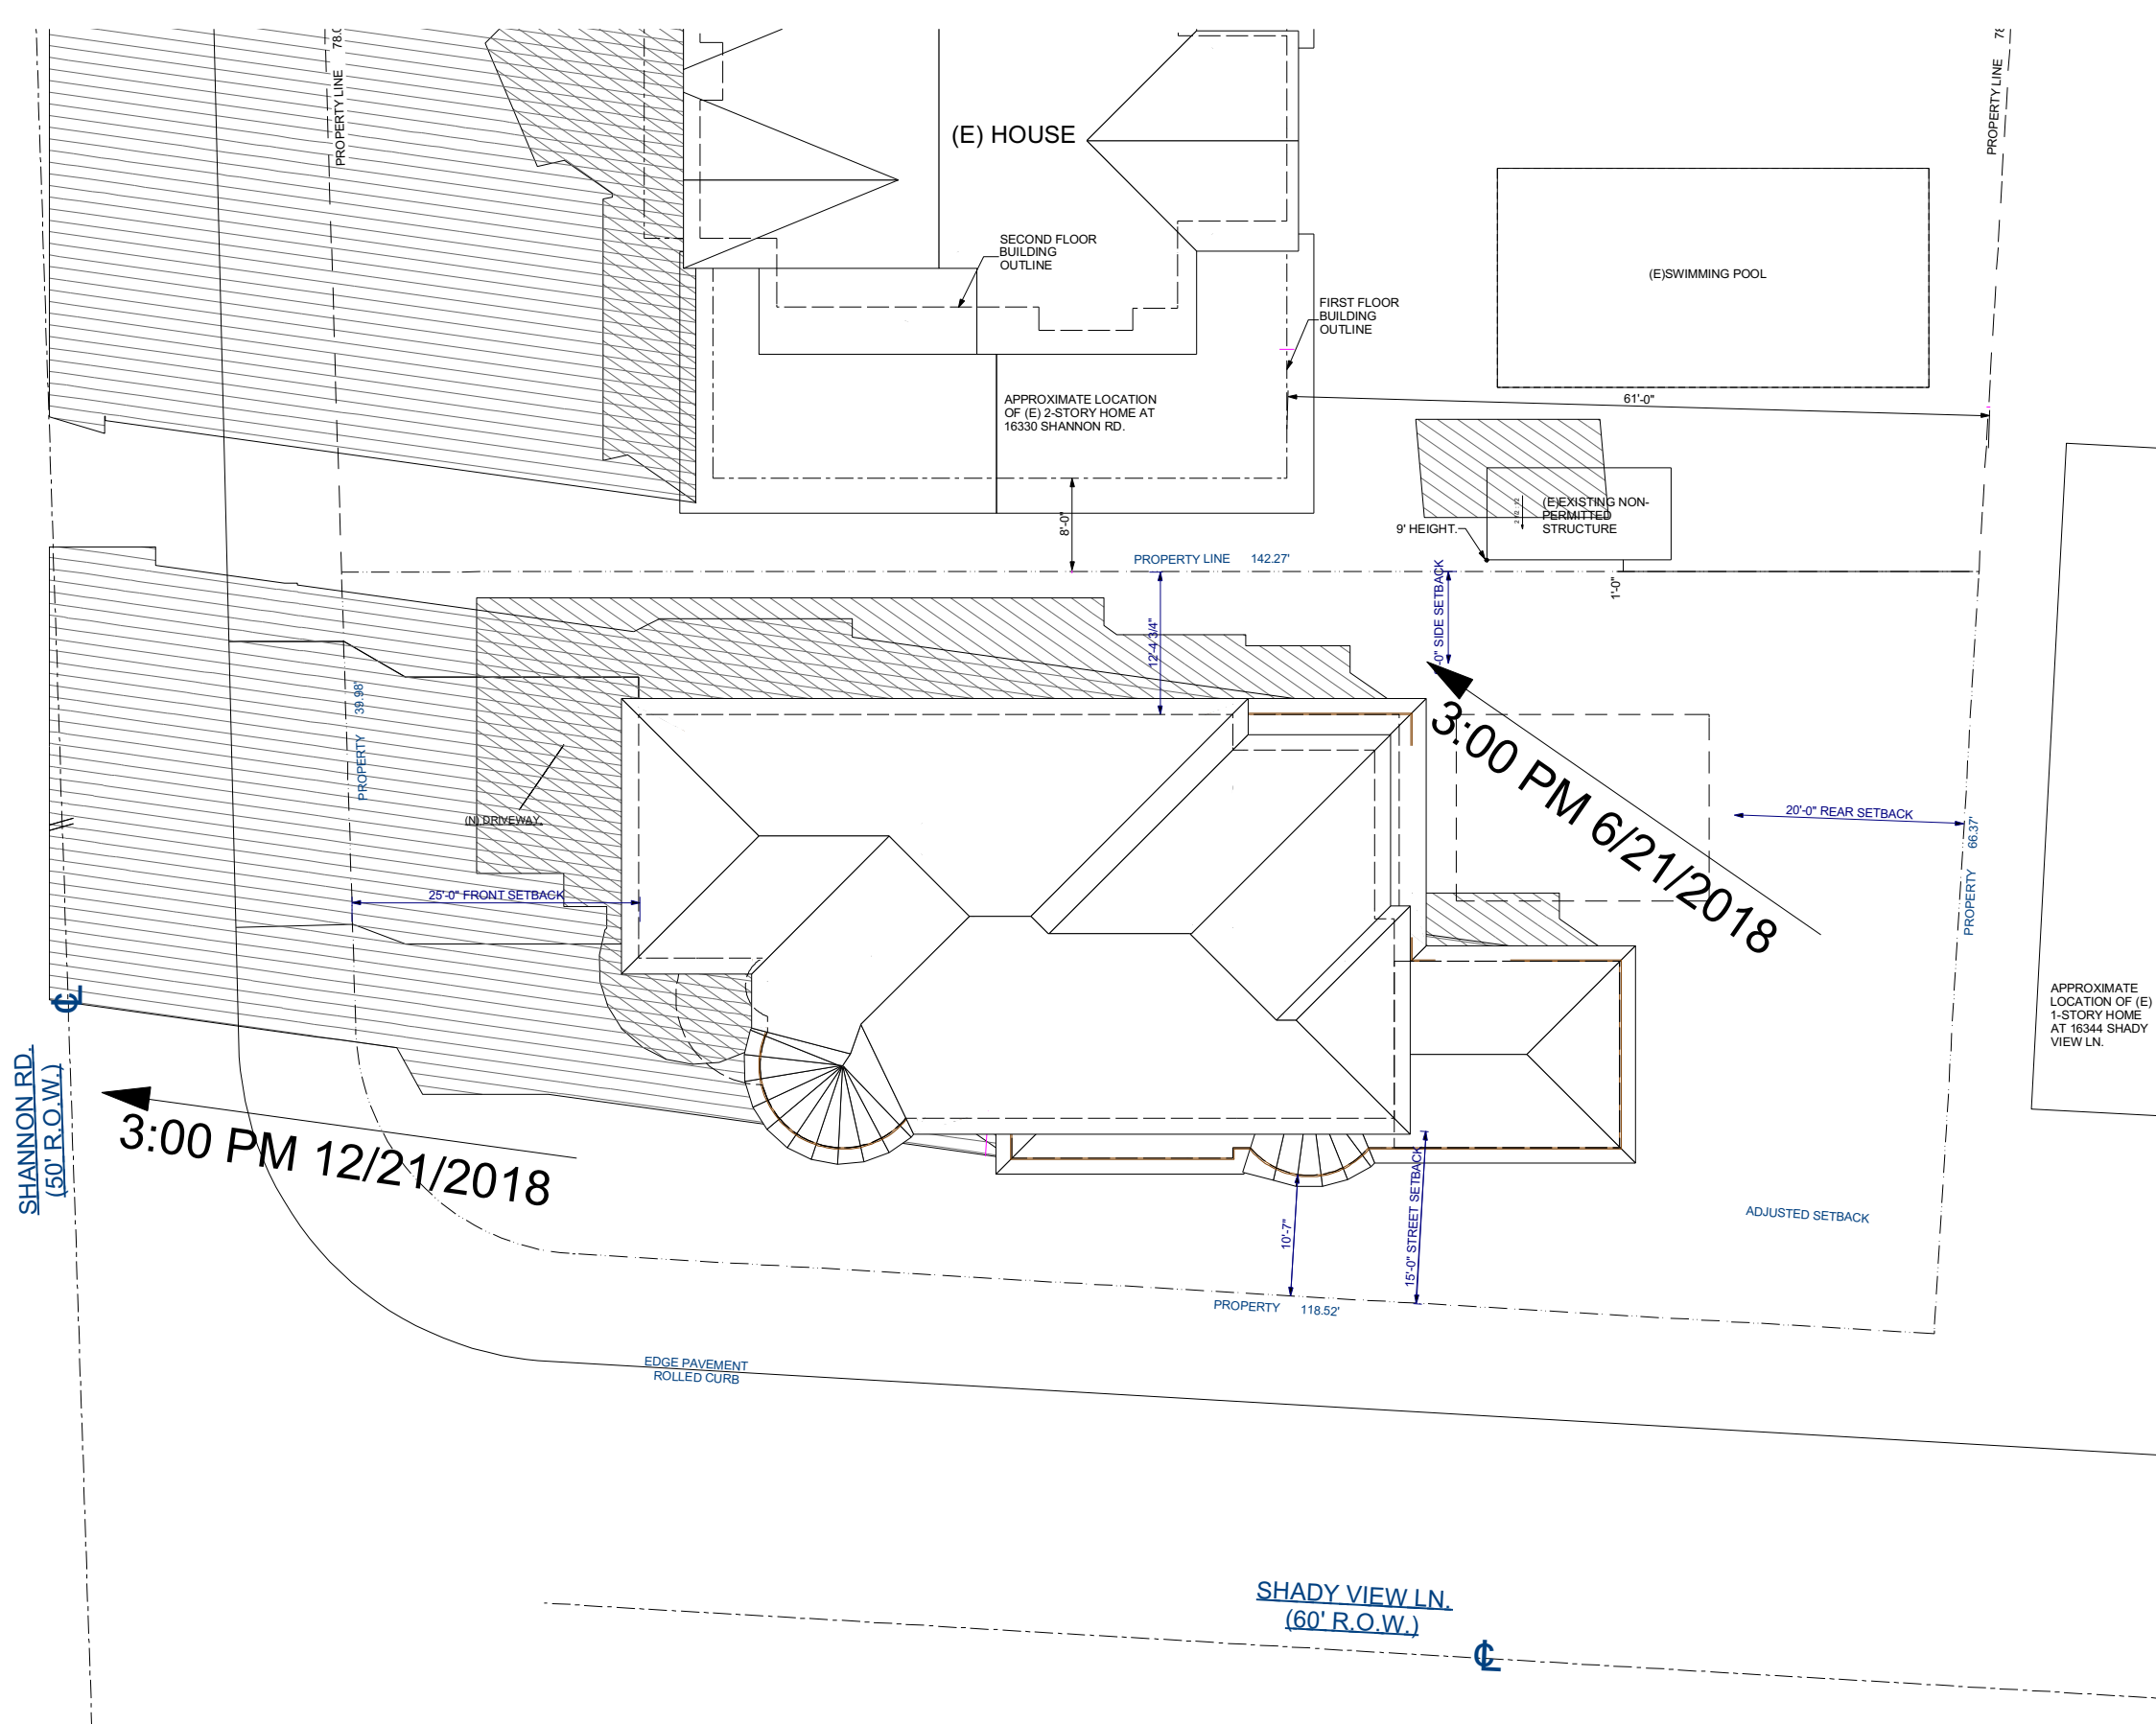 PROPERTY LINE
PROPERTY LINE
(E) HOUSE
SECOND FLOOR
BUILDING
OUTLINE
(E)SWIMMING POOL
FIRST FLOOR
BUILDING
OUTLINE
61'-0"
APPROXIMATE LOCATION
OF (E) 2-STORY HOME AT
16330 SHANNON RD.
(E)EXISTING NON-
PERMITTED
STRUCTURE
9' HEIGHT.
8'-0"
PROPERTY LINE 142.27'
1'-0"
SIDE SETBACK
12'-4 3/4"
PROPERTY 39.98'
3:00 PM 6/21/2018
(N) DRIVEWAY
20'-0" REAR SETBACK
PROPERTY 66.37'
25'-0" FRONT SETBACK
APPROXIMATE
LOCATION OF (E)
1-STORY HOME
AT 16344 SHADY
VIEW LN.
SHANNON RD.
(50' R.O.W.)
3:00 PM 12/21/2018
10'-7"
15'-0" STREET SETBACK
ADJUSTED SETBACK
PROPERTY 118.52'
EDGE PAVEMENT
ROLLED CURB
SHADY VIEW LN.
(60' R.O.W.)